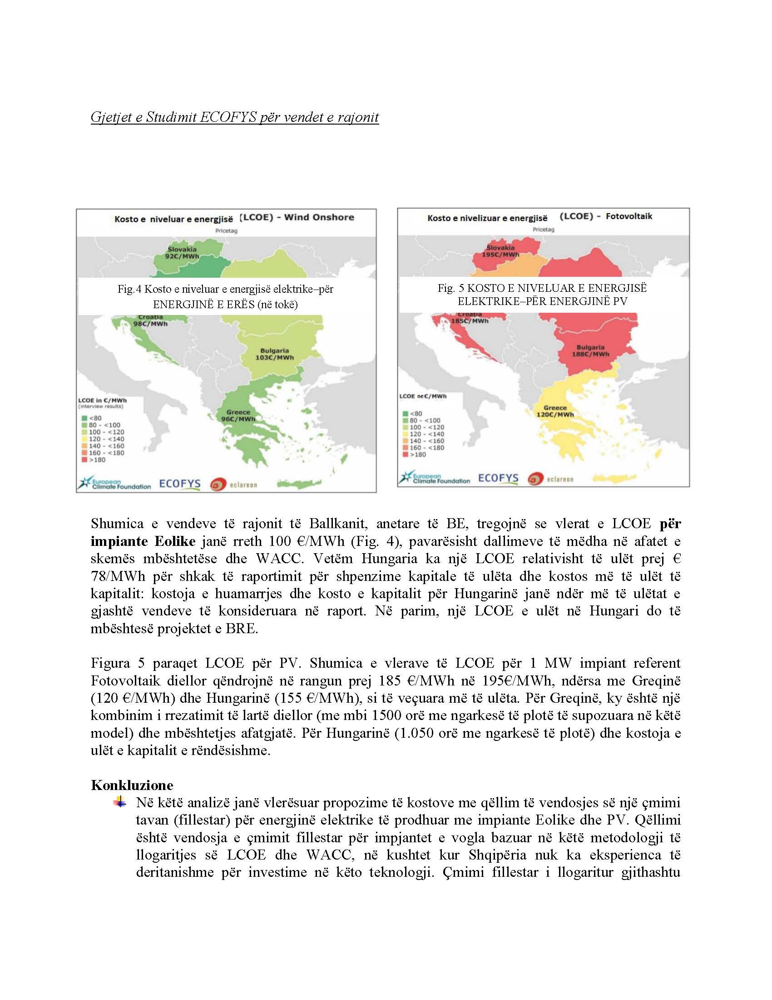 Gjetjet e Studimit ECOFYS për vendet e rajonit
Kosto e niveluar e energjisë (LCOE) - Wind Onshore
Pricetag
Slovakia
92€/MWh
Fig.4 Kosto e niveluar e energjisë elektrike–për
ENERGJINË E ERËS (në tokë)
Croatia
98€/MWh
Bulgaria
103€/MWh
Greece
96€/MWh
LCOE in €/MWh
(interview results)
<80
80 - <100
100 - <120
120 - <140
140 - <160
160 - <180
>180
European
Climate Foundation
ECOFYS
eclareon
Kosto e nivelizuar e energjisë (LCOE) - Fotovoltaik
Pricetag
Slovakia
195€/MWh
Fig. 5 KOSTO E NIVELUAR E ENERGJISË
ELEKTRIKE–PËR ENERGJINË PV
Croatia
185€/MWh
Bulgaria
188€/MWh
Greece
120€/MWh
LCOE ne€/MWh
<80
80 - <100
100 - <120
120 - <140
140 - <160
160 - <180
>180
European
Climate Foundation
ECOFYS
eclareon
Shumica e vendeve të rajonit të Ballkanit, anetare të BE, tregojnë se vlerat e LCOE për
impiante Eolike janë rreth 100 €/MWh (Fig. 4), pavarësisht dallimeve të mëdha në afatet e
skemës mbështetëse dhe WACC. Vetëm Hungaria ka një LCOE relativisht të ulët prej €
78/MWh për shkak të raportimit për shpenzime kapitale të ulëta dhe kostos më të ulët të
kapitalit: kostoja e huamarrjes dhe kosto e kapitalit për Hungarinë janë ndër më të ulëtat e
gjashtë vendeve të konsideruara në raport. Në parim, një LCOE e ulët në Hungari do të
mbështesë projektet e BRE.
Figura 5 paraqet LCOE për PV. Shumica e vlerave të LCOE për 1 MW impiant referent
Fotovoltaik diellor qëndrojnë në rangun prej 185 €/MWh në 195€/MWh, ndërsa me Greqinë
(120 €/MWh) dhe Hungarinë (155 €/MWh), si të veçuara më të ulëta. Për Greqinë, ky është një
kombinim i rrezatimit të lartë diellor (me mbi 1500 orë me ngarkesë të plotë të supozuara në këtë
model) dhe mbështetjes afatgjatë. Për Hungarinë (1.050 orë me ngarkesë të plotë) dhe kostoja e
ulët e kapitalit e rëndësishme.
Konkluzione
Në këtë analizë janë vlerësuar propozime të kostove me qëllim të vendosjes së një çmimi
tavan (fillestar) për energjinë elektrike të prodhuar me impiante Eolike dhe PV. Qëllimi
është vendosja e çmimit fillestar për impjantet e vogla bazuar në këtë metodologji të
llogaritjes së LCOE dhe WACC, në kushtet kur Shqipëria nuk ka eksperienca të
deritanishme për investime në këto teknologji. Çmimi fillestar i llogaritur gjithashtu